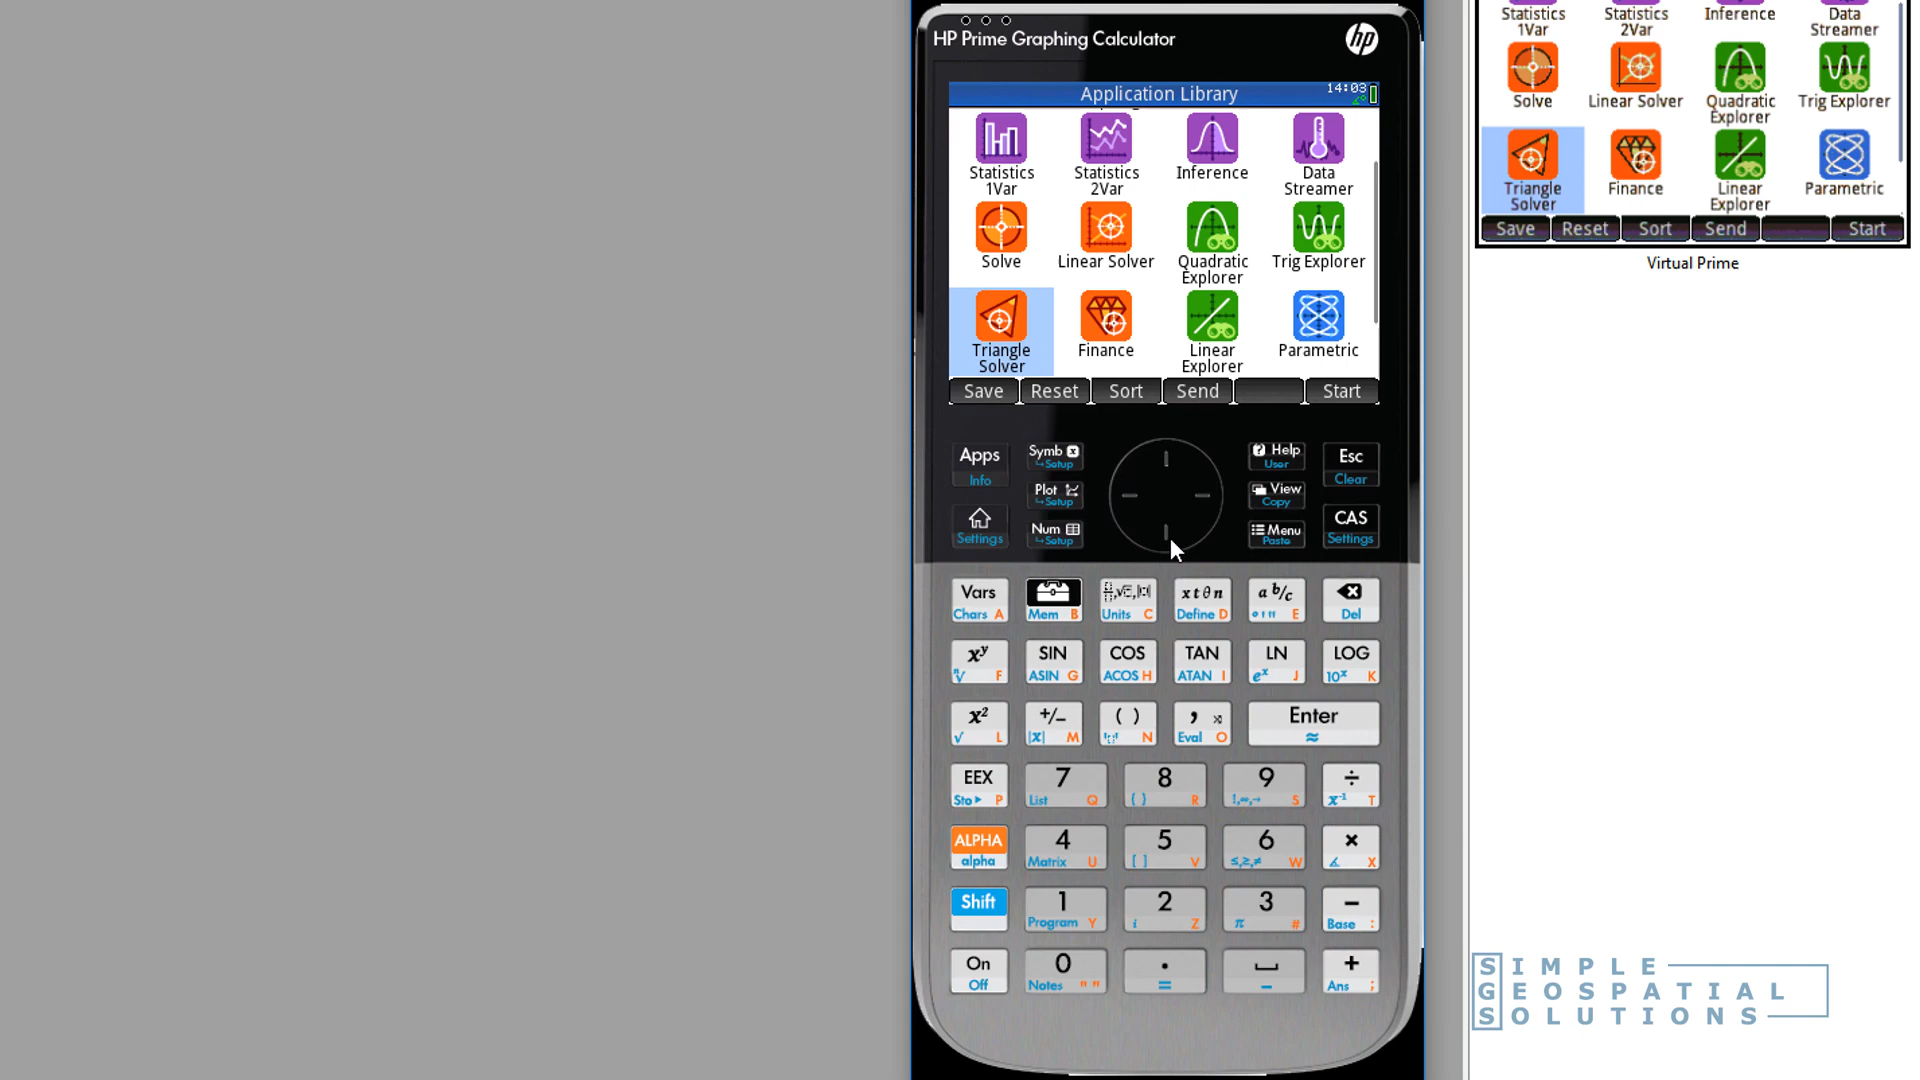 HP Prime Graphing Calculator
hp
Application Library 14:03
Statistics 1Var
Statistics 2Var
Inference
Data Streamer
Solve
Linear Solver
Quadratic Explorer
Trig Explorer
Triangle Solver
Finance
Linear Explorer
Parametric
Save Reset Sort Send Start
Apps
Info
Symb
Setup
Plot
Setup
Num
Setup
Settings
Help
User
View
Copy
Menu
Paste
Esc
Clear
CAS
Settings
Vars
Chars A
Mem B
Units C
x t θ n
Define D
a b/c
E
Del
xʸ
F
SIN
ASIN G
COS
ACOS H
TAN
ATAN I
LN
eˣ J
LOG
10ˣ K
x²
√ L
+/−
|x| M
( )
N
,
Eval O
Enter
≈
EEX
Sto ▸ P
7
List Q
8
{ } R
9
!,∞,→ S
÷
x⁻¹ T
ALPHA
alpha
4
Matrix U
5
[ ] V
6
≤,≥,≠ W
×
∡ X
Shift
1
Program Y
2
i Z
3
π #
−
Base :
On
Off
0
Notes " "
.
=
_
+
Ans ;
Statistics 1Var
Statistics 2Var
Inference
Data Streamer
Solve
Linear Solver
Quadratic Explorer
Trig Explorer
Triangle Solver
Finance
Linear Explorer
Parametric
Save Reset Sort Send Start
Virtual Prime
SIMPLE
GEOSPATIAL
SOLUTIONS